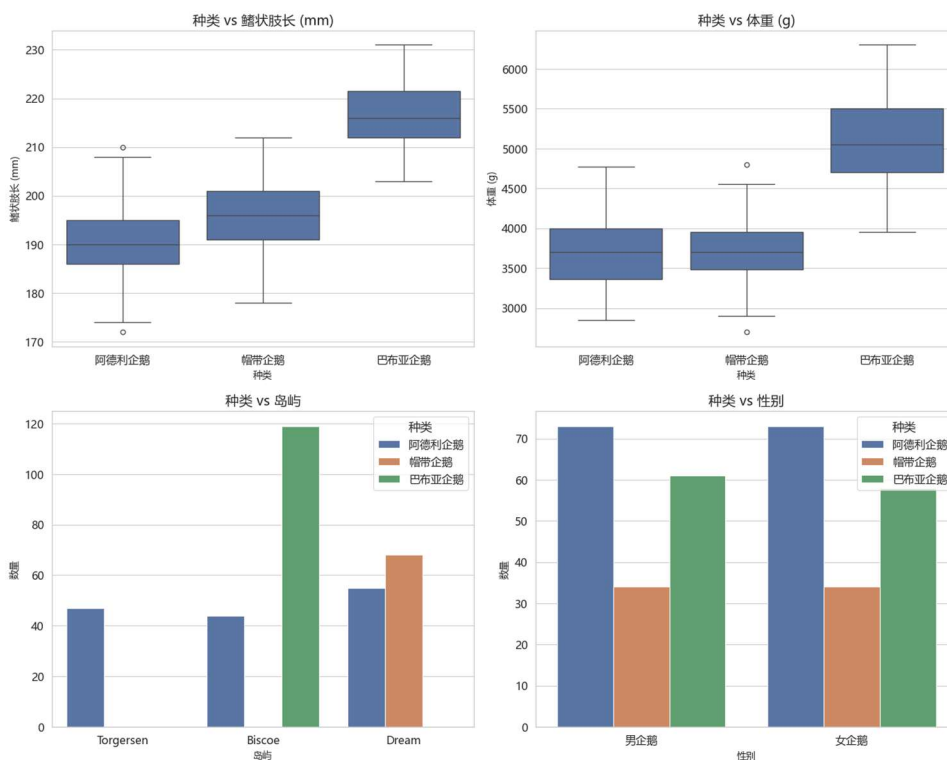 种类 vs 鳍状肢长 (mm)
鳍状肢长 (mm)
230
220
210
200
190
180
170
阿德利企鹅
帽带企鹅
巴布亚企鹅
种类
种类 vs 体重 (g)
体重 (g)
6000
5500
5000
4500
4000
3500
3000
阿德利企鹅
帽带企鹅
巴布亚企鹅
种类
种类 vs 岛屿
数量
120
100
80
60
40
20
0
种类
阿德利企鹅
帽带企鹅
巴布亚企鹅
Torgersen
Biscoe
Dream
岛屿
种类 vs 性别
数量
70
60
50
40
30
20
10
0
种类
阿德利企鹅
帽带企鹅
巴布亚企鹅
男企鹅
女企鹅
性别